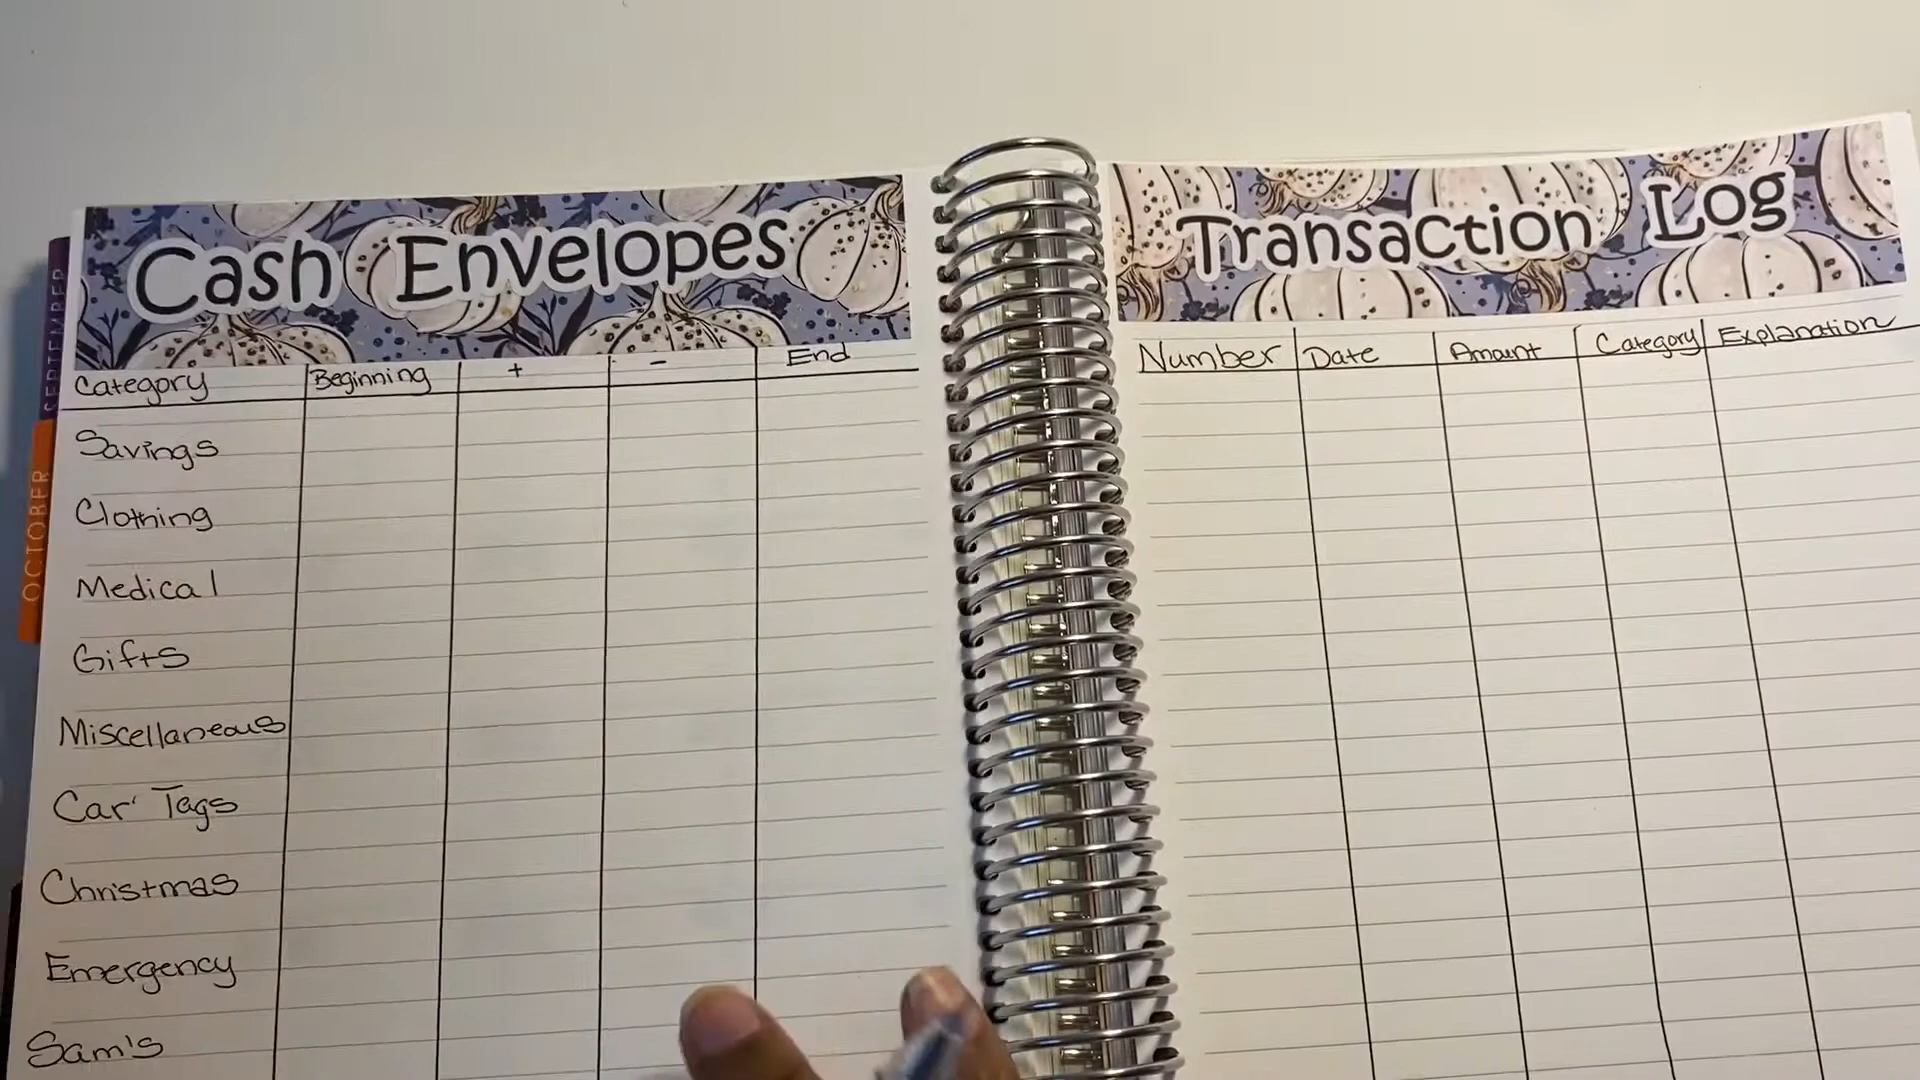 Cash Envelopes
Category Beginning + - End
Savings
Clothing
Medical
Gifts
Miscellaneous
Car Tags
Christmas
Emergency
Sam's
Transaction Log
Number Date Amount Category Explanation
SEPTEMBER
OCTOBER